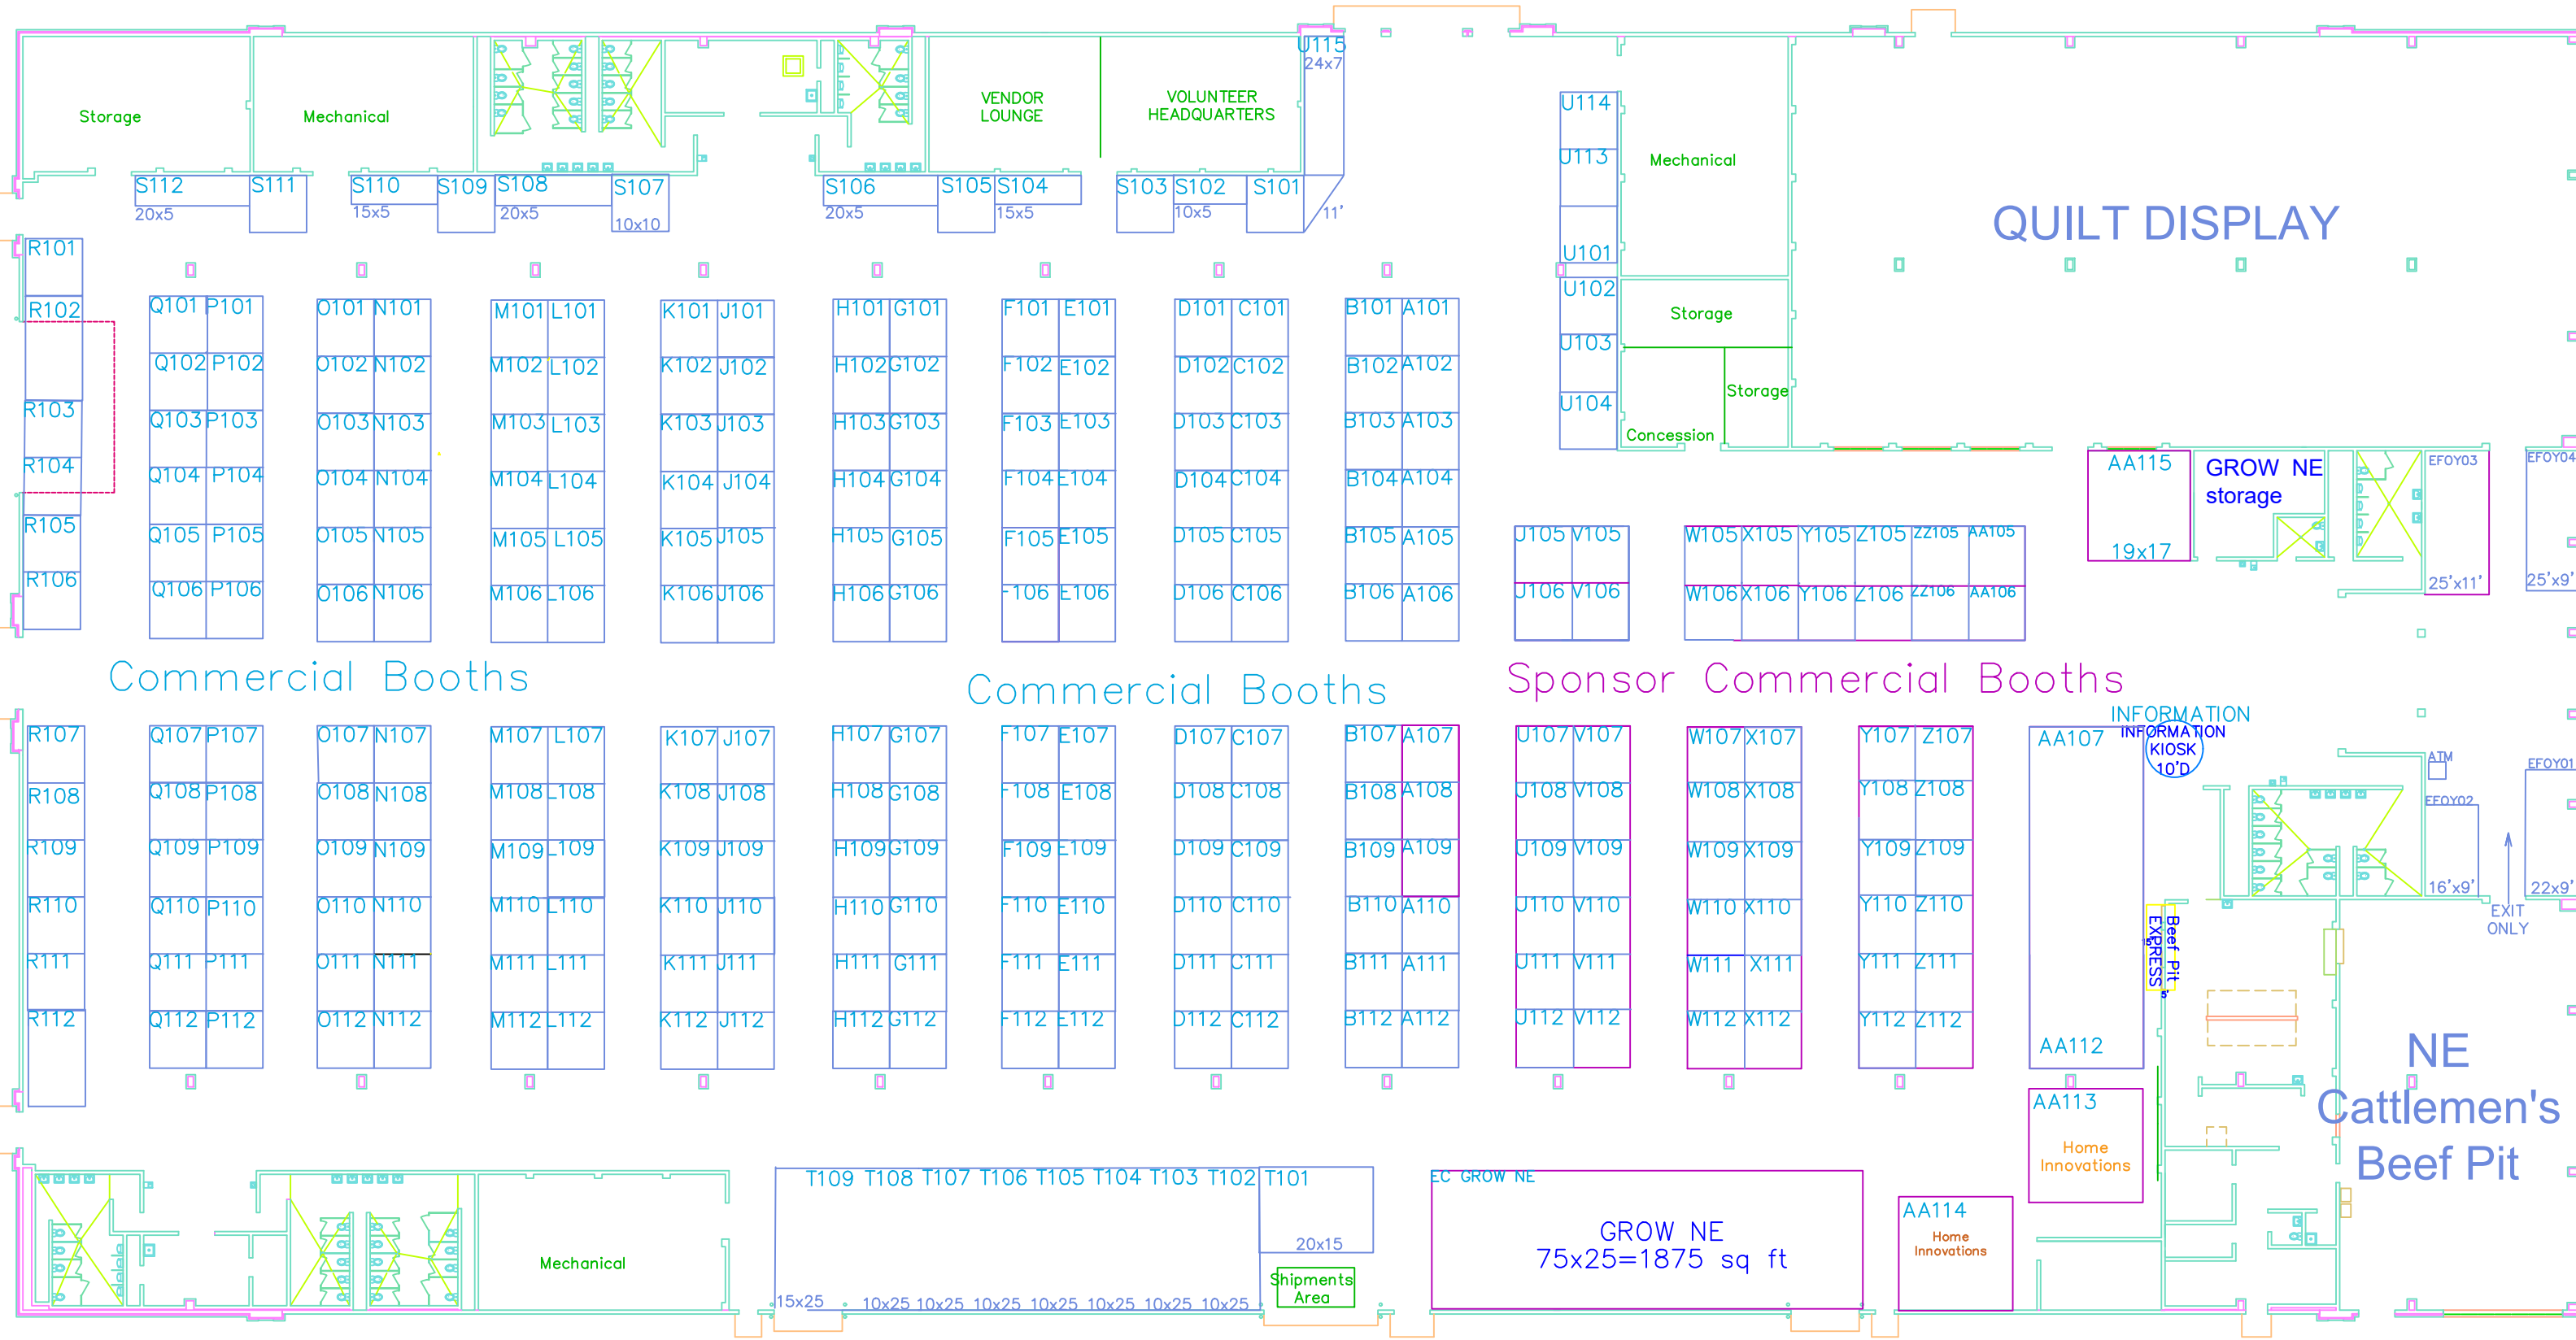 U115
24x7
Storage
Mechanical
VENDOR
LOUNGE
VOLUNTEER
HEADQUARTERS
U114
U113
U101
Mechanical
QUILT DISPLAY
S112
20x5
S111
S110
15x5
S109
S108
20x5
S107
10x10
S106
20x5
S105
S104
15x5
S103
S102
10x5
S101
11'
U102
U103
U104
Storage
Storage
Concession
R101
R102
R103
R104
R105
R106
Q101 P101 O101 N101 M101 L101 K101 J101 H101 G101 F101 E101 D101 C101 B101 A101
Q102 P102 O102 N102 M102 L102 K102 J102 H102 G102 F102 E102 D102 C102 B102 A102
Q103 P103 O103 N103 M103 L103 K103 J103 H103 G103 F103 E103 D103 C103 B103 A103
Q104 P104 O104 N104 M104 L104 K104 J104 H104 G104 F104 E104 D104 C104 B104 A104
Q105 P105 O105 N105 M105 L105 K105 J105 H105 G105 F105 E105 D105 C105 B105 A105
Q106 P106 O106 N106 M106 L106 K106 J106 H106 G106 F106 E106 D106 C106 B106 A106
U105 V105 W105 X105 Y105 Z105 ZZ105 AA105
U106 V106 W106 X106 Y106 Z106 ZZ106 AA106
AA115
19x17
GROW NE
storage
EFOY03
25'x11'
EFOY04
25'x9'
Commercial Booths
Commercial Booths
Sponsor Commercial Booths
R107 Q107 P107 O107 N107 M107 L107 K107 J107 H107 G107 F107 E107 D107 C107 B107 A107 U107 V107 W107 X107 Y107 Z107
R108 Q108 P108 O108 N108 M108 L108 K108 J108 H108 G108 F108 E108 D108 C108 B108 A108 U108 V108 W108 X108 Y108 Z108
R109 Q109 P109 O109 N109 M109 L109 K109 J109 H109 G109 F109 E109 D109 C109 B109 A109 U109 V109 W109 X109 Y109 Z109
R110 Q110 P110 O110 N110 M110 L110 K110 J110 H110 G110 F110 E110 D110 C110 B110 A110 U110 V110 W110 X110 Y110 Z110
R111 Q111 P111 O111 N111 M111 L111 K111 J111 H111 G111 F111 E111 D111 C111 B111 A111 U111 V111 W111 X111 Y111 Z111
R112 Q112 P112 O112 N112 M112 L112 K112 J112 H112 G112 F112 E112 D112 C112 B112 A112 U112 V112 W112 X112 Y112 Z112
AA107
AA112
INFORMATION
INFORMATION
KIOSK
10'D
ATM
EFOY02
16'x9'
EFOY01
22x9'
EXIT
ONLY
Beef Pit
EXPRESS
15'
5'
NE
Cattlemen's
Beef Pit
AA113
Home
Innovations
AA114
Home
Innovations
Mechanical
T109 T108 T107 T106 T105 T104 T103 T102 T101
20x15
15x25 10x25 10x25 10x25 10x25 10x25 10x25 10x25
Shipments
Area
EC GROW NE
GROW NE
75x25=1875 sq ft